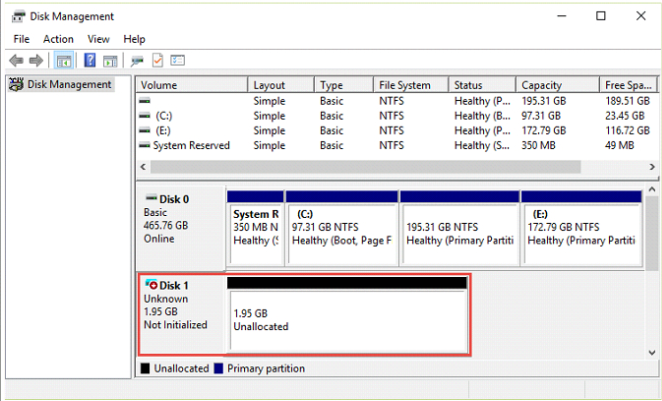 Disk Management
File Action View Help
Disk Management
Volume Layout Type File System Status Capacity Free Spa...
Simple Basic NTFS Healthy (P... 195.31 GB 189.51 GB
(C:) Simple Basic NTFS Healthy (B... 97.31 GB 23.45 GB
(E:) Simple Basic NTFS Healthy (P... 172.79 GB 116.72 GB
System Reserved Simple Basic NTFS Healthy (S... 350 MB 49 MB
Disk 0
Basic
465.76 GB
Online
System R
350 MB N
Healthy (S
(C:)
97.31 GB NTFS
Healthy (Boot, Page F
195.31 GB NTFS
Healthy (Primary Partiti
(E:)
172.79 GB NTFS
Healthy (Primary Partiti
Disk 1
Unknown
1.95 GB
Not Initialized
1.95 GB
Unallocated
Unallocated Primary partition